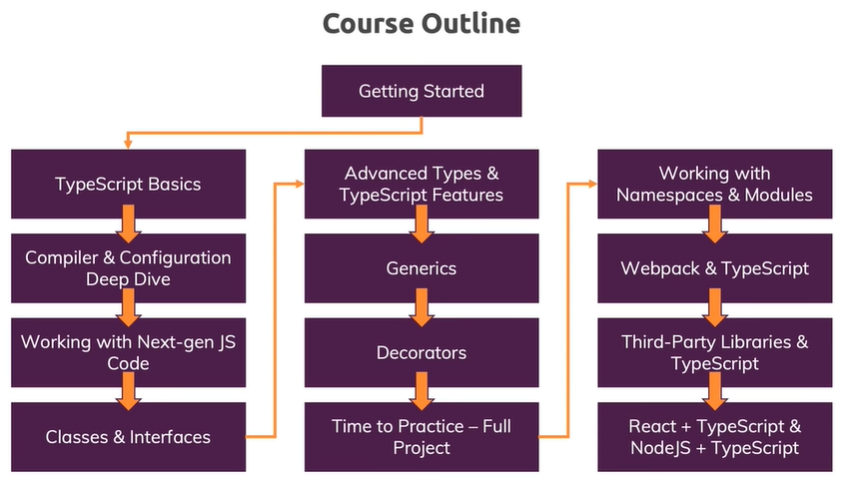 Course Outline
Getting Started
TypeScript Basics
Compiler & Configuration
Deep Dive
Working with Next-gen JS
Code
Classes & Interfaces
Advanced Types &
TypeScript Features
Generics
Decorators
Time to Practice – Full
Project
Working with
Namespaces & Modules
Webpack & TypeScript
Third-Party Libraries &
TypeScript
React + TypeScript &
NodeJS + TypeScript